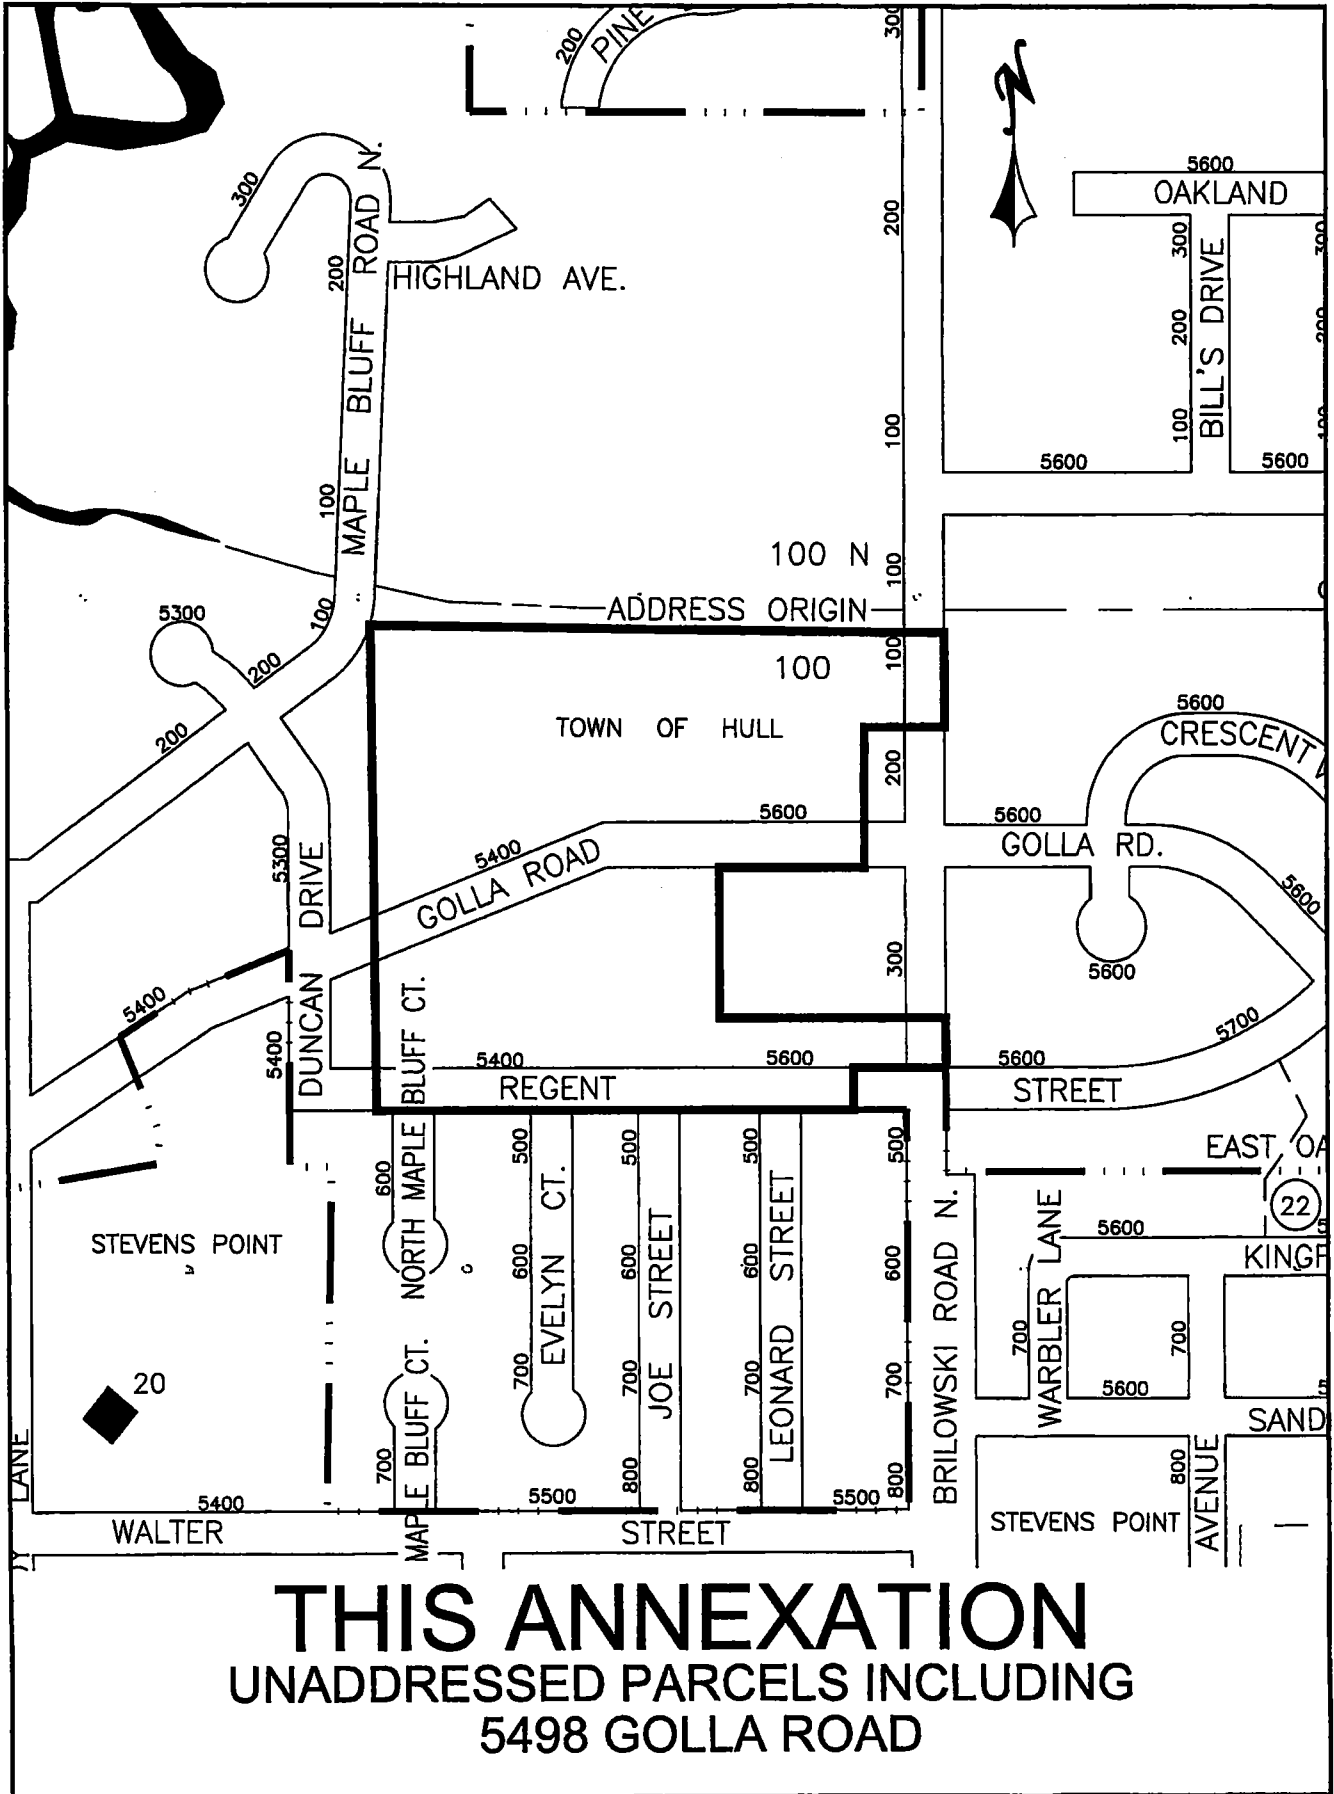 PINE
200
300
N
5600
OAKLAND
300
MAPLE BLUFF ROAD N.
200
HIGHLAND AVE.
200
300
BILL'S DRIVE
300
200
200
100
100
100
100
5600
5600
100 N
100
ADDRESS ORIGIN
5300
100
200
200
100
100
TOWN OF HULL
200
5600
CRESCENT
5600
5600
GOLLA RD.
5400
GOLLA ROAD
5300
DUNCAN DRIVE
5600
5600
300
5400
5400
5700
5400
5600
5600
REGENT
STREET
NORTH MAPLE BLUFF CT.
600
500
500
500
500
EVELYN CT.
JOE STREET
LEONARD STREET
BRILOWSKI ROAD N.
WARBLER LANE
EAST
22
5600
STEVENS POINT
600
600
600
600
700
700
700
700
700
700
5600
SAND
20
LANE
700
MAPLE BLUFF CT.
800
800
800
800
AVENUE
5400
5500
5500
WALTER
STREET
STEVENS POINT
THIS ANNEXATION
UNADDRESSED PARCELS INCLUDING
5498 GOLLA ROAD